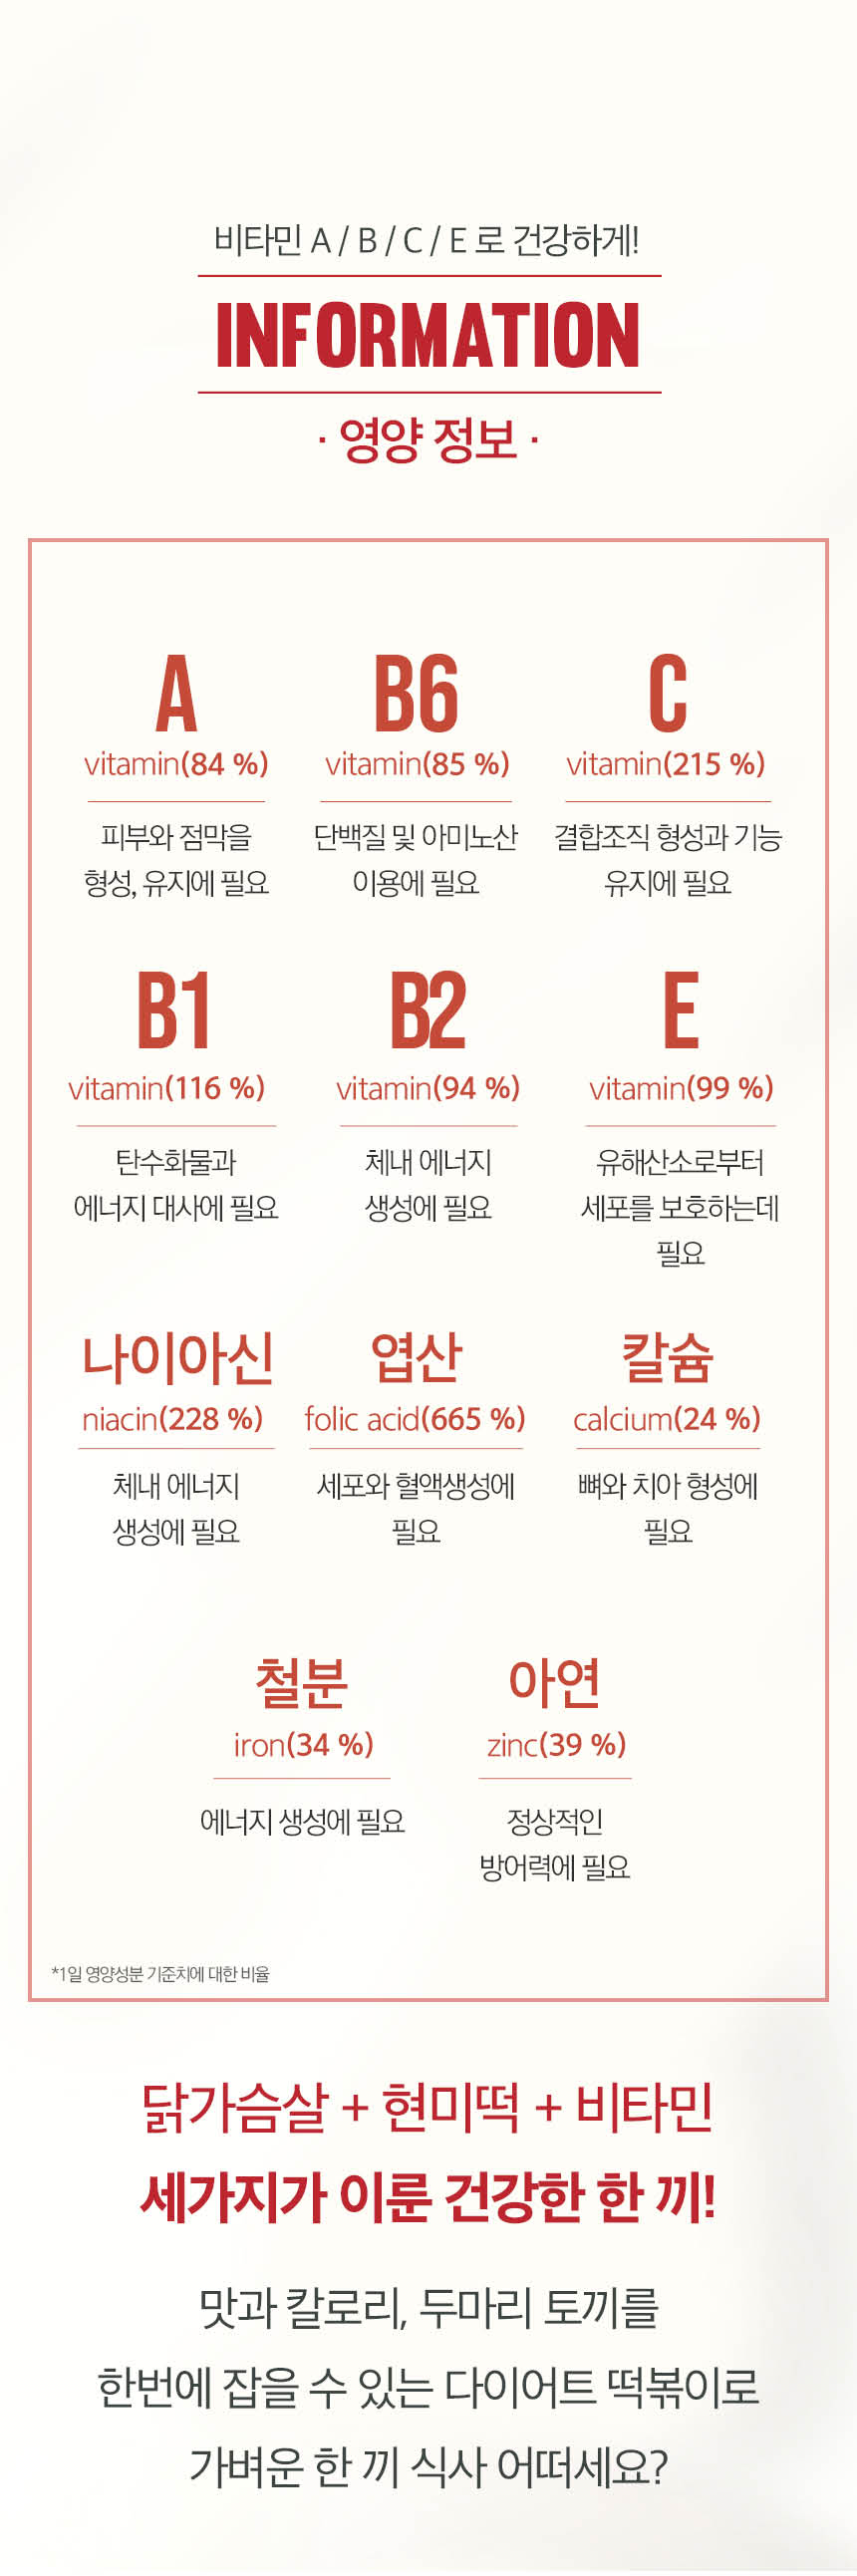 비타민 A / B / C / E 로 건강하게!
INFORMATION
· 영양 정보 ·
A
vitamin(84 %)
피부와 점막을
형성, 유지에 필요
B6
vitamin(85 %)
단백질 및 아미노산
이용에 필요
C
vitamin(215 %)
결합조직 형성과 기능
유지에 필요
B1
vitamin(116 %)
탄수화물과
에너지 대사에 필요
B2
vitamin(94 %)
체내 에너지
생성에 필요
E
vitamin(99 %)
유해산소로부터
세포를 보호하는데
필요
나이아신
niacin(228 %)
체내 에너지
생성에 필요
엽산
folic acid(665 %)
세포와 혈액생성에
필요
칼슘
calcium(24 %)
뼈와 치아 형성에
필요
철분
iron(34 %)
에너지 생성에 필요
아연
zinc(39 %)
정상적인
방어력에 필요
*1일 영양성분 기준치에 대한 비율
닭가슴살 + 현미떡 + 비타민
세가지가 이룬 건강한 한 끼!
맛과 칼로리, 두마리 토끼를
한번에 잡을 수 있는 다이어트 떡볶이로
가벼운 한 끼 식사 어떠세요?